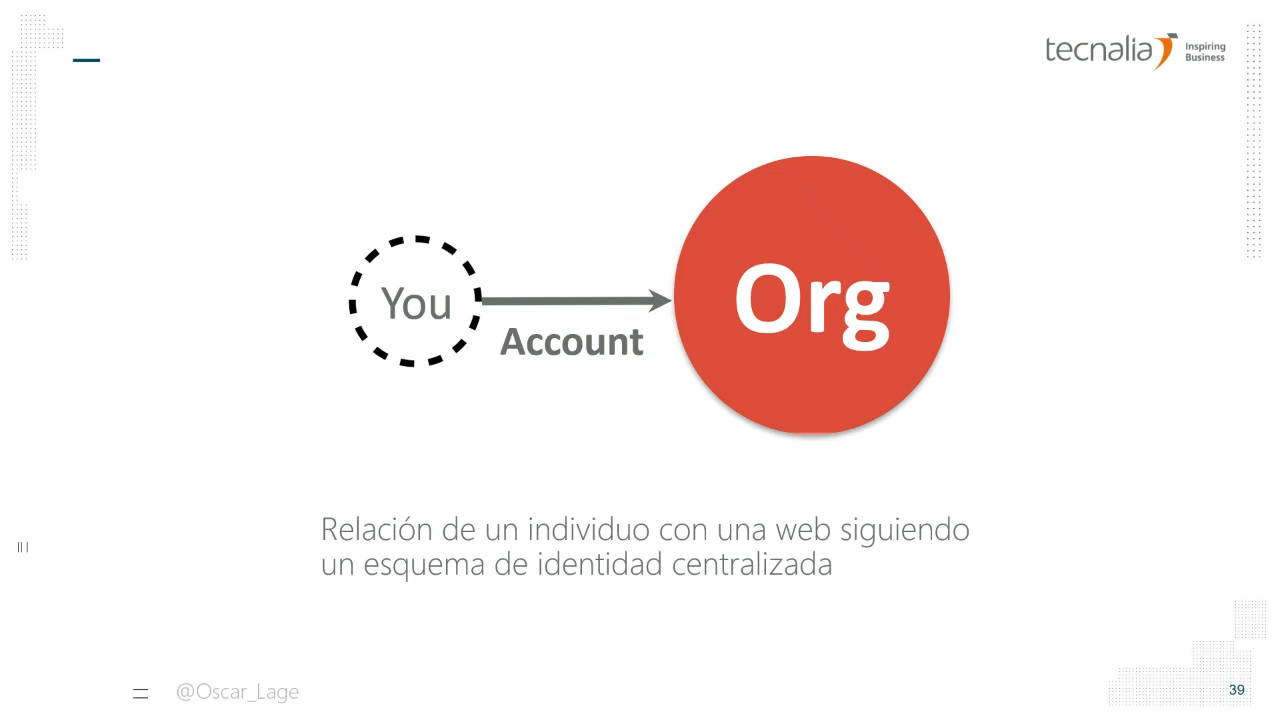 tecnalia
Inspiring
Business
You
Account
Org
Relación de un individuo con una web siguiendo
un esquema de identidad centralizada
@Oscar_Lage
39